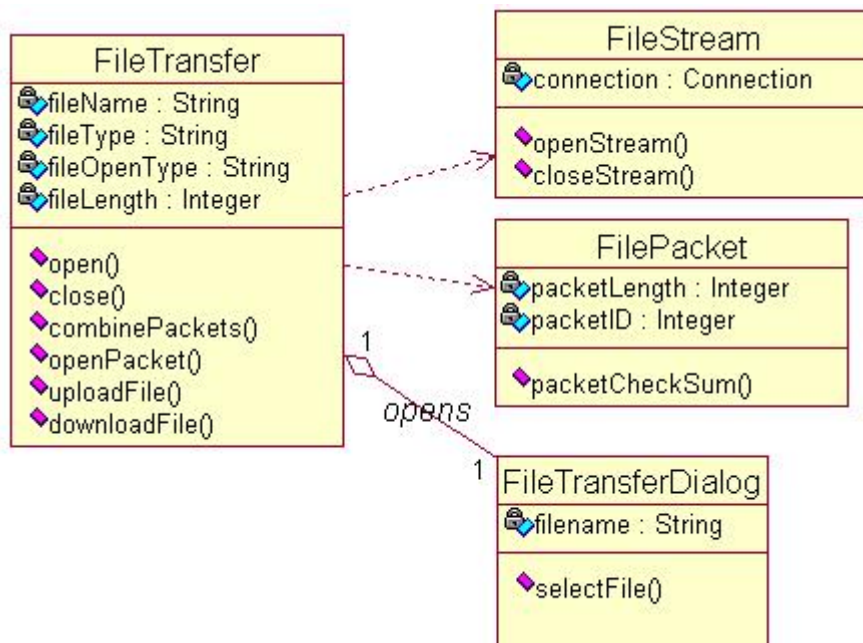 FileTransfer
fileName : String
fileType : String
fileOpenType : String
fileLength : Integer
open()
close()
combinePackets()
openPacket()
uploadFile()
downloadFile()
FileStream
connection : Connection
openStream()
closeStream()
FilePacket
packetLength : Integer
packetID : Integer
packetCheckSum()
1
opens
1
FileTransferDialog
filename : String
selectFile()